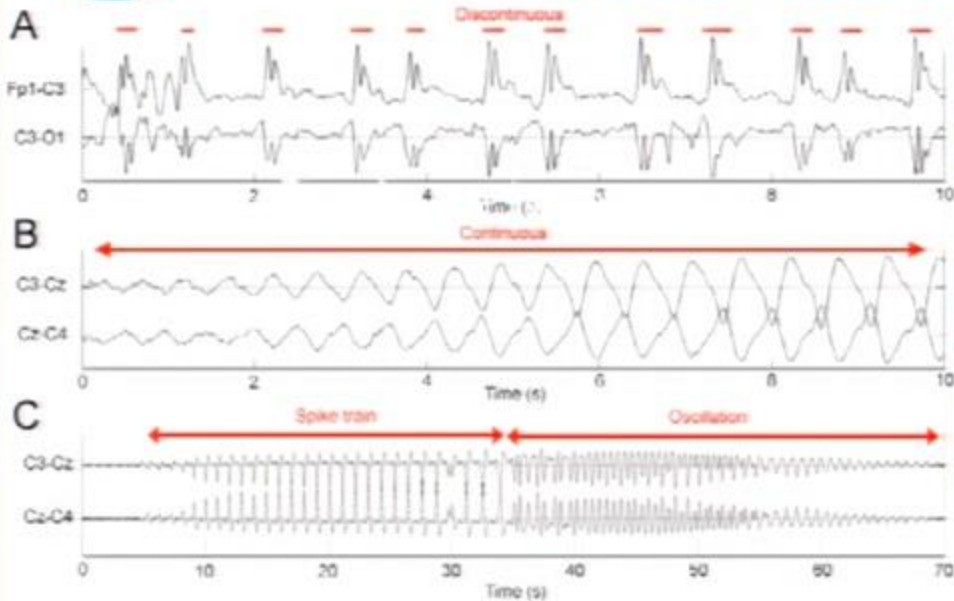 A
Discontinuous
Fp1-C3
C3-O1
0 2 4 6 8 10
B
Continuous
C3-Cz
Cz-C4
0 2 4 6 8 10
Time (s)
C
Spike train
Oscillation
C3-Cz
Cz-C4
0 10 20 30 40 50 60 70
Time (s)